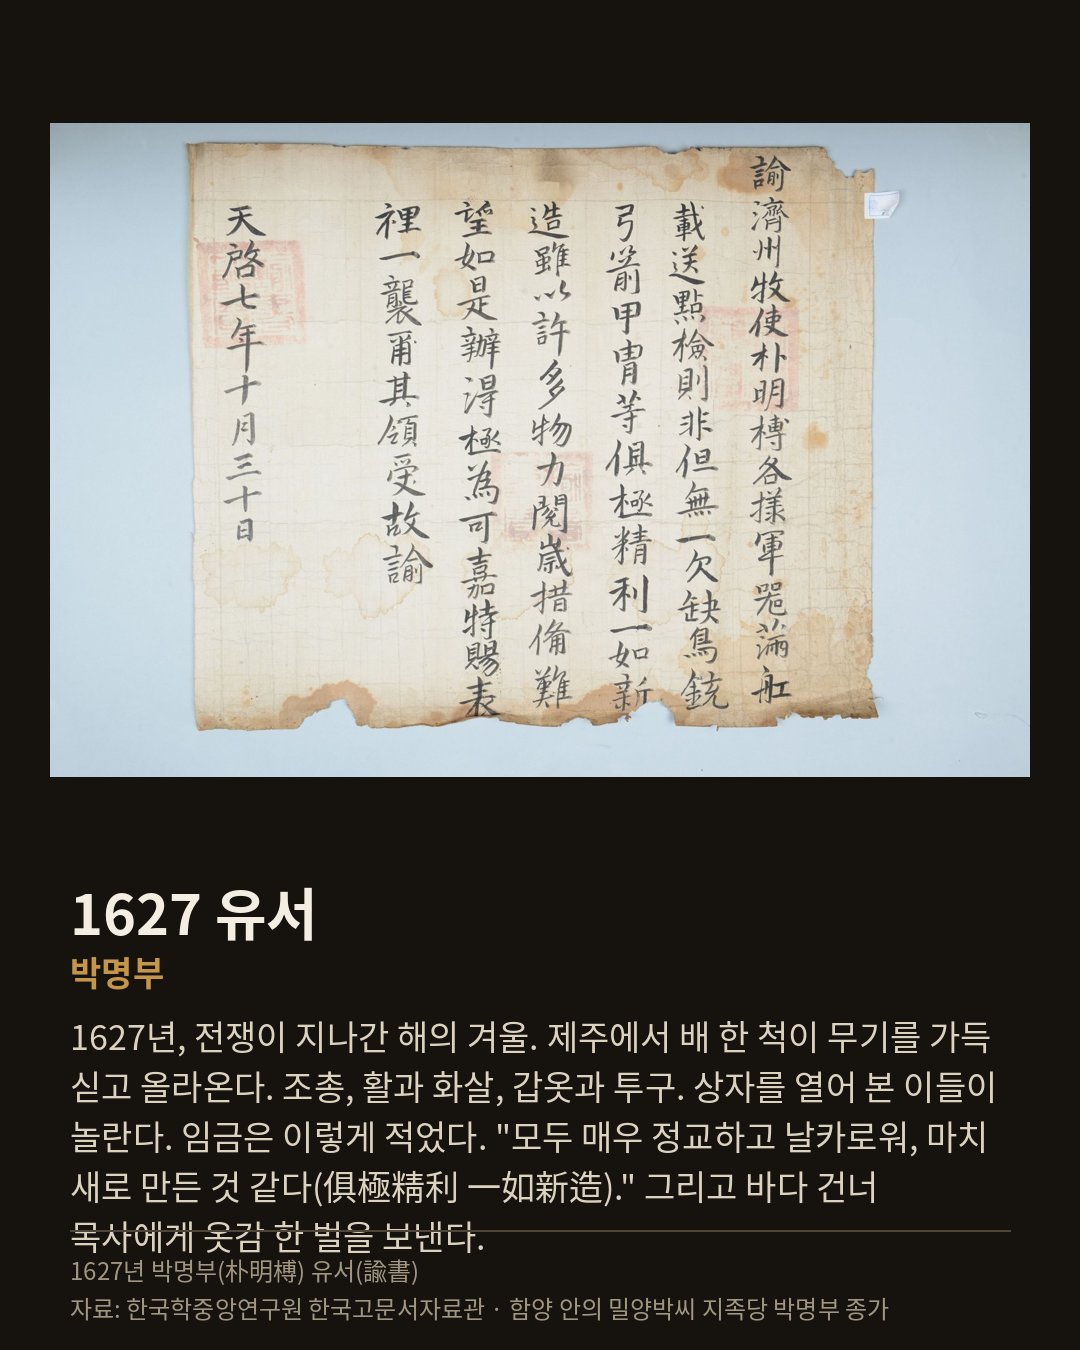 諭濟州牧使朴明榑各樣軍器滿舡
載送點檢則非但無一欠缺鳥銃
弓箭甲冑等俱極精利一如新
造雖以許多物力閱歲措備難
望如是辦得極為可嘉特賜表
裡一襲爾其領受故諭
天啓七年十月三十日
1627 유서
박명부
1627년, 전쟁이 지나간 해의 겨울. 제주에서 배 한 척이 무기를 가득
싣고 올라온다. 조총, 활과 화살, 갑옷과 투구. 상자를 열어 본 이들이
놀란다. 임금은 이렇게 적었다. "모두 매우 정교하고 날카로워, 마치
새로 만든 것 같다(俱極精利 一如新造)." 그리고 바다 건너
목사에게 옷감 한 벌을 보낸다.
1627년 박명부(朴明榑) 유서(諭書)
자료: 한국학중앙연구원 한국고문서자료관 · 함양 안의 밀양박씨 지족당 박명부 종가